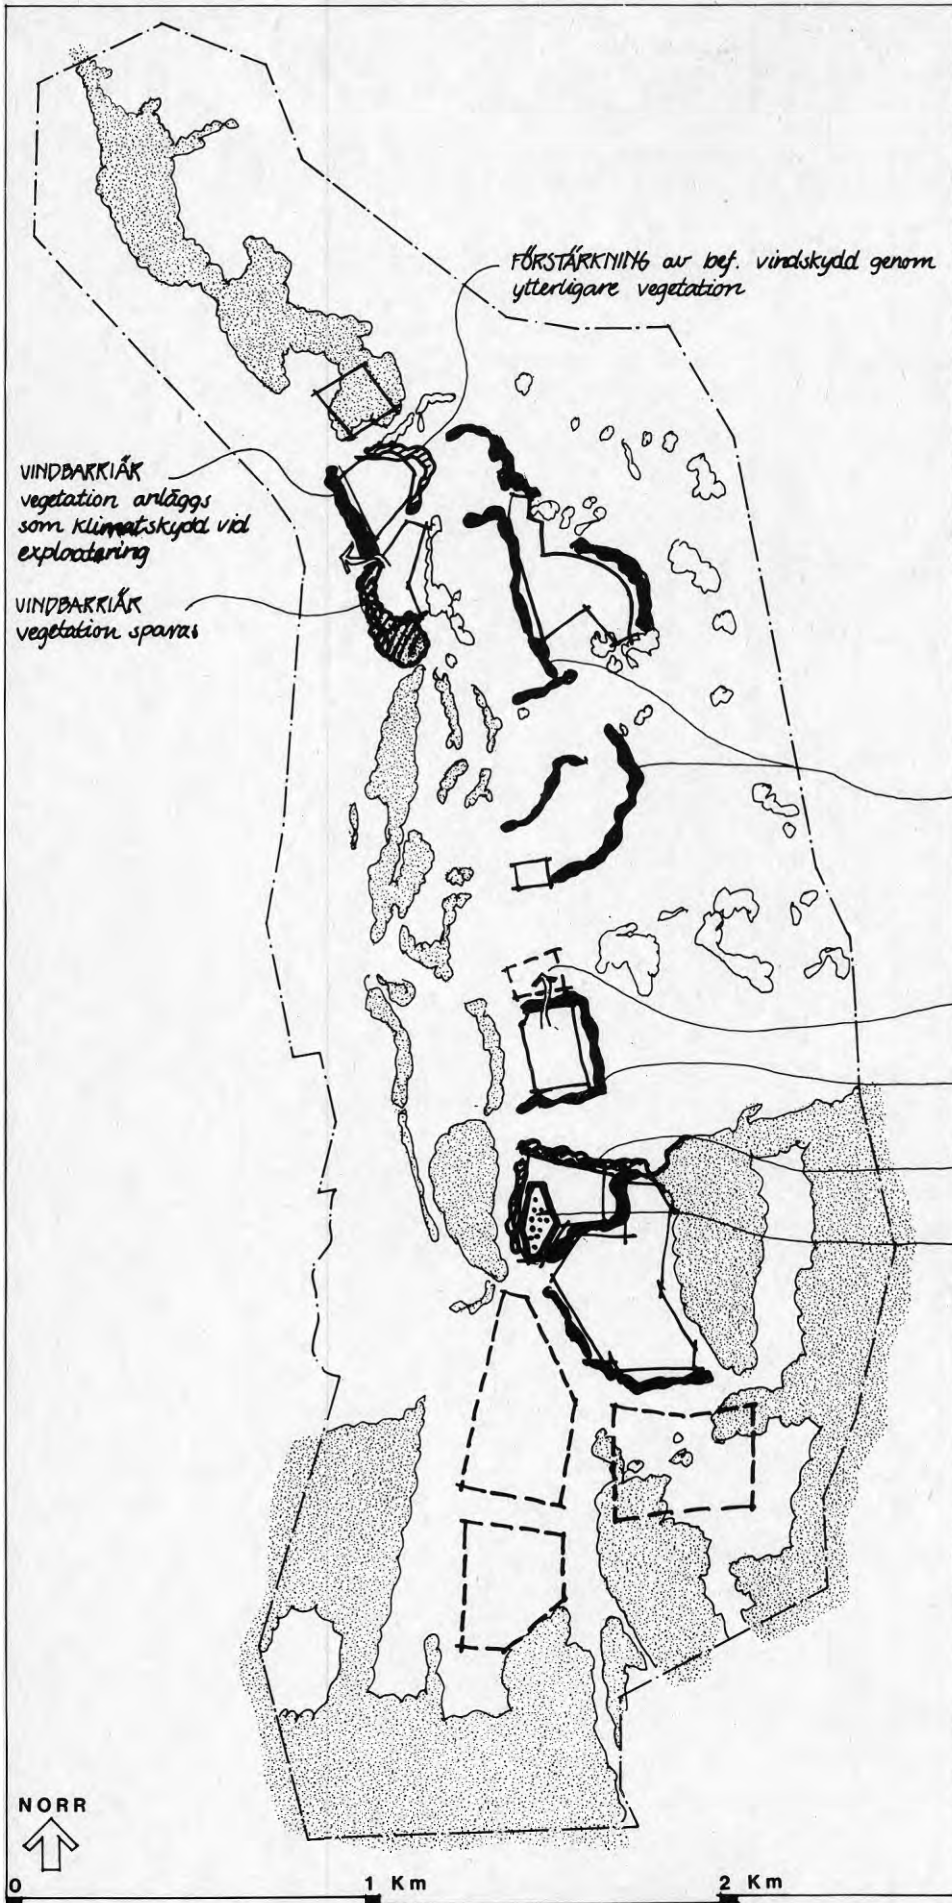 FÖRSTÄRKNING av bef. vindskydd genom
ytterligare vegetation
VINDBARRIÄR
vegetation anläggs
som klimatskydd vid
exploatering
VINDBARRIÄR
vegetation sparas
NORR
0 1 Km 2 Km